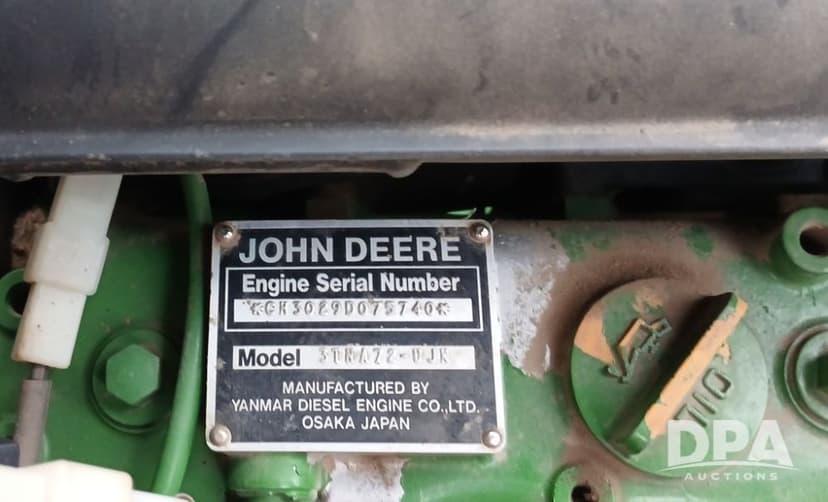 JOHN DEERE
Engine Serial Number
*CH3029D075740*
Model 3TNA72-UJK
MANUFACTURED BY
YANMAR DIESEL ENGINE CO.,LTD.
OSAKA JAPAN
OIL
DPA
AUCTIONS